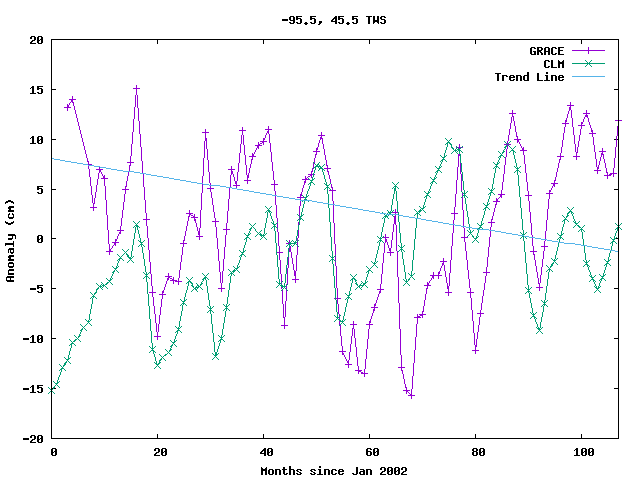 -95.5, 45.5 TWS
GRACE
CLM
Trend Line
20
15
10
5
0
-5
-10
-15
-20
Anomaly (cm)
0 20 40 60 80 100
Months since Jan 2002